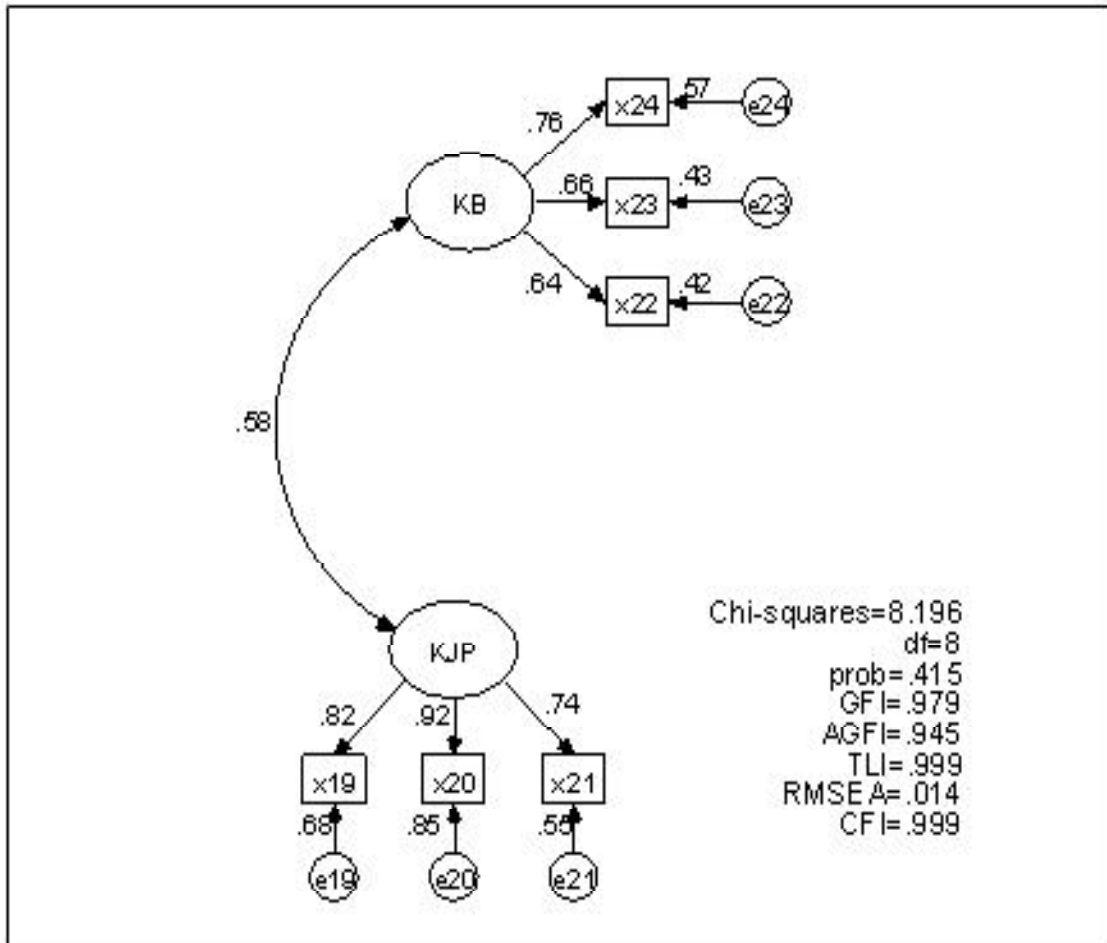 x24
.57
e24
.76
KB
.66
x23
.43
e23
.64
x22
.42
e22
.58
KJP
.82
.92
.74
x19
x20
x21
.68
.85
.55
e19
e20
e21
Chi-squares=8.196
df=8
prob=.415
GFI=.979
AGFI=.945
TLI=.999
RMSEA=.014
CFI=.999